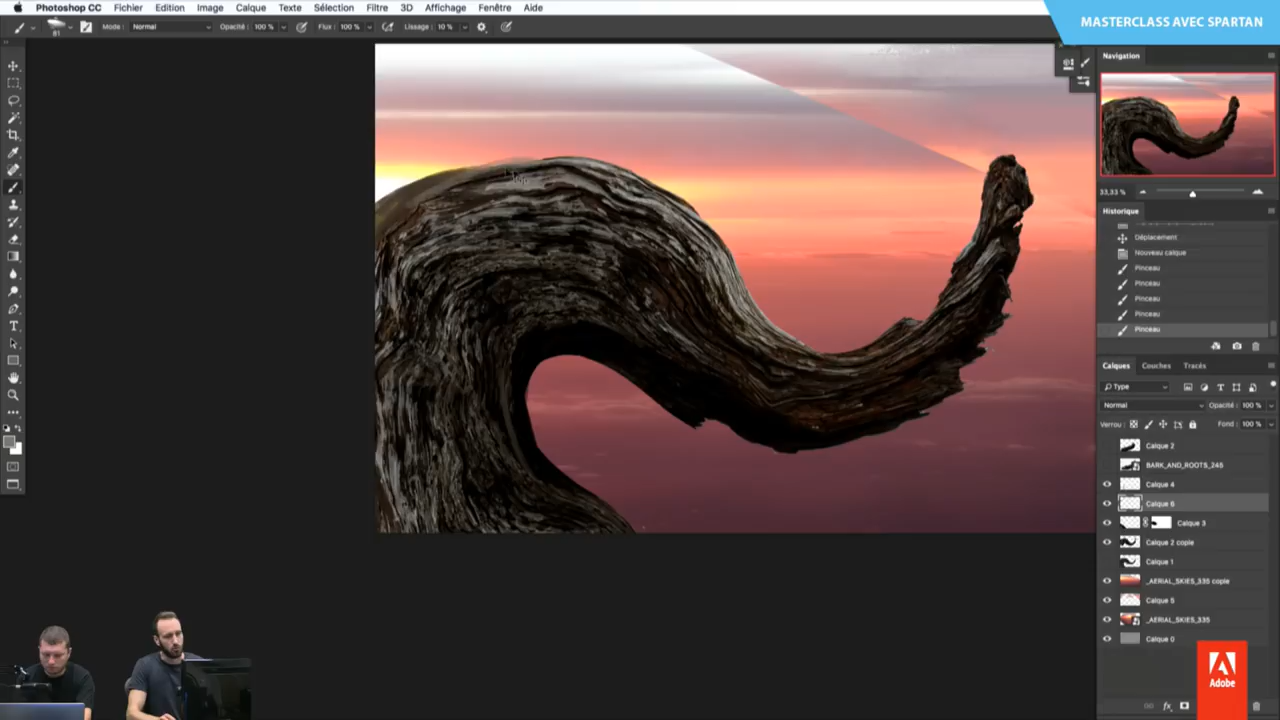 Photoshop CC Fichier Edition Image Calque Texte Sélection Filtre 3D Affichage Fenêtre Aide
MASTERCLASS AVEC SPARTAN
81 Mode : Normal Opacité : 100 % Flux : 100 % Lissage : 10 %
Navigation
33,33 %
Historique
Déplacement
Nouveau calque
Pinceau
Pinceau
Pinceau
Pinceau
Pinceau
Calques Couches Tracés
Type
Normal Opacité : 100 %
Verrou : Fond : 100 %
Calque 2
BARK_AND_ROOTS_245
Calque 4
Calque 6
Calque 3
Calque 2 copie
Calque 1
_AERIAL_SKIES_335 copie
Calque 5
_AERIAL_SKIES_335
Calque 0
Adobe